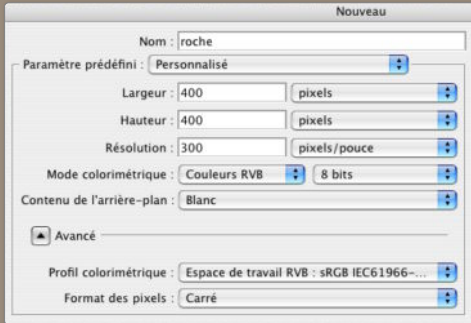 Nouveau
Nom : roche
Paramètre prédéfini : Personnalisé
Largeur : 400 pixels
Hauteur : 400 pixels
Résolution : 300 pixels/pouce
Mode colorimétrique : Couleurs RVB 8 bits
Contenu de l'arrière-plan : Blanc
Avancé
Profil colorimétrique : Espace de travail RVB : sRGB IEC61966-...
Format des pixels : Carré